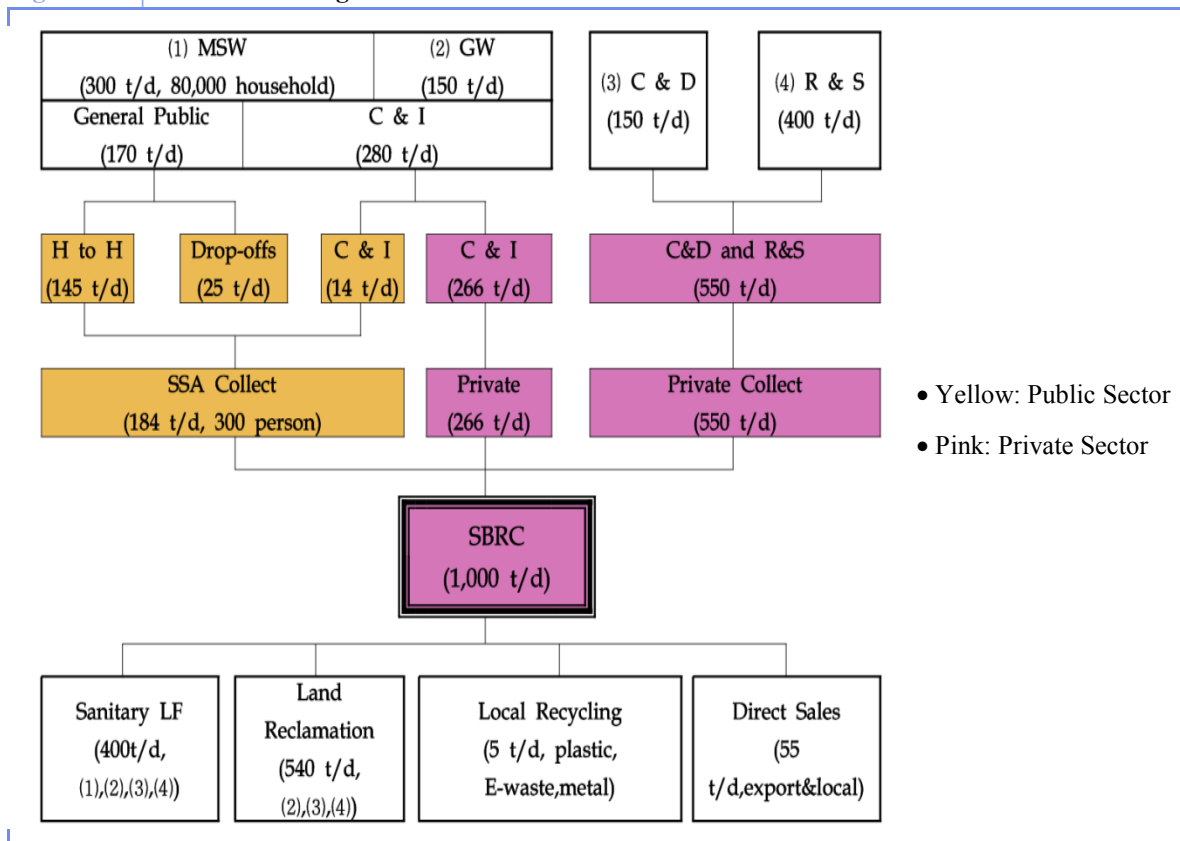 (1) MSW
(300 t/d, 80,000 household)
(2) GW
(150 t/d)
General Public
(170 t/d)
C & I
(280 t/d)
(3) C & D
(150 t/d)
(4) R & S
(400 t/d)
H to H
(145 t/d)
Drop-offs
(25 t/d)
C & I
(14 t/d)
C & I
(266 t/d)
C&D and R&S
(550 t/d)
SSA Collect
(184 t/d, 300 person)
Private
(266 t/d)
Private Collect
(550 t/d)
• Yellow: Public Sector
• Pink: Private Sector
SBRC
(1,000 t/d)
Sanitary LF
(400t/d,
(1),(2),(3),(4))
Land
Reclamation
(540 t/d,
(2),(3),(4))
Local Recycling
(5 t/d, plastic,
E-waste,metal)
Direct Sales
(55
t/d,export&local)